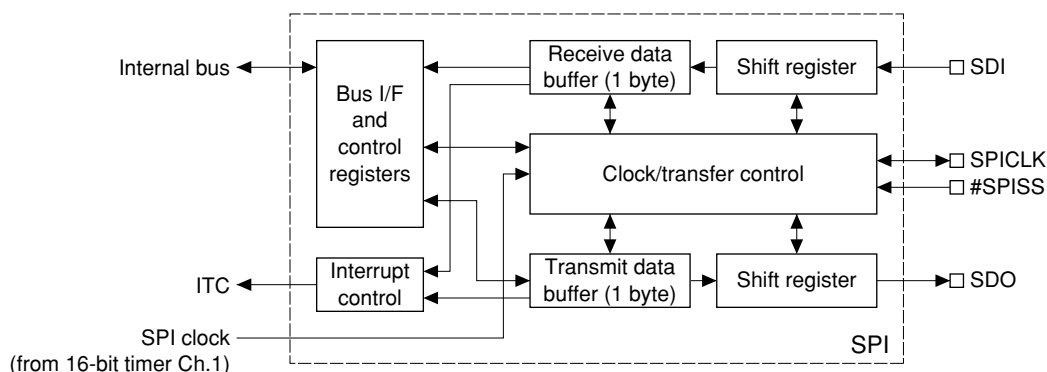 Internal bus
Bus I/F
and
control
registers
Receive data
buffer (1 byte)
Shift register
SDI
Clock/transfer control
SPICLK
#SPISS
ITC
Interrupt
control
Transmit data
buffer (1 byte)
Shift register
SDO
SPI clock
(from 16-bit timer Ch.1)
SPI